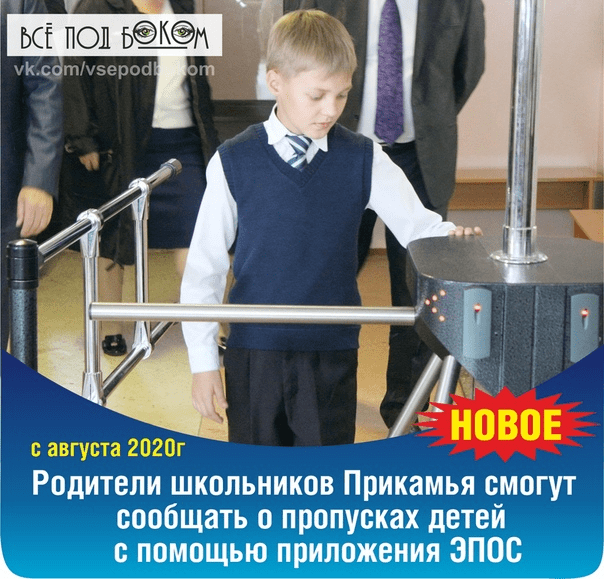 ВСЁ ПОД БОКОМ
vk.com/vsepodbokom
НОВОЕ
с августа 2020г
Родители школьников Прикамья смогут
сообщать о пропусках детей
с помощью приложения ЭПОС